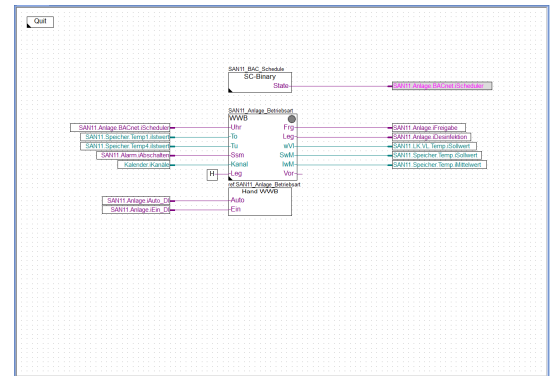 Quit
SAN11_BAC_Schedule
SC-Binary
State
SAN11.Anlage.BACnet.iScheduler
SAN11_Anlage_Betriebsart
WWB
SAN11.Anlage.BACnet.iScheduler Uhr Frg SAN11.Anlage.iFreigabe
SAN11.Speicher.Temp1.iIstwert To Leg SAN11.Anlage.iDesinfektion
SAN11.Speicher.Temp4.iIstwert Tu wVl SAN11.LK.VL.Temp.iSollwert
SAN11.Alarm.iAbschalten Ssm SwM SAN11.Speicher.Temp.iSollwert
Kalender.iKanäle Kanal IwM SAN11.Speicher.Temp.iMittelwert
H Leg Vor
ref:SAN11_Anlage_Betriebsart
Hand WWB
SAN11.Anlage.iAuto_DI Auto
SAN11.Anlage.iEin_DI Ein